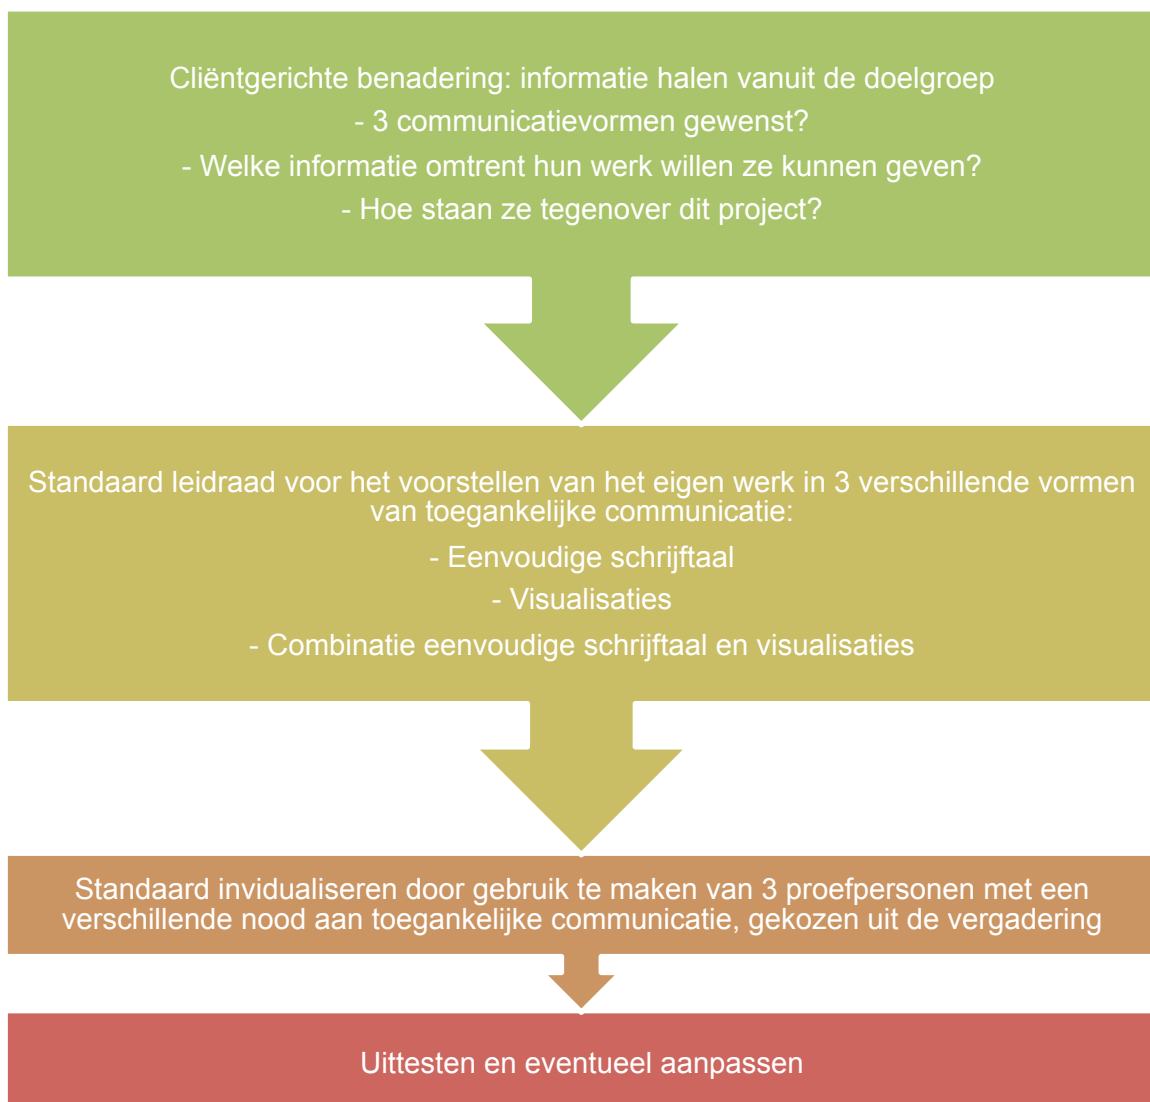 Cliëntgerichte benadering: informatie halen vanuit de doelgroep
- 3 communicatievormen gewenst?
- Welke informatie omtrent hun werk willen ze kunnen geven?
- Hoe staan ze tegenover dit project?
Standaard leidraad voor het voorstellen van het eigen werk in 3 verschillende vormen
van toegankelijke communicatie:
- Eenvoudige schrijftaal
- Visualisaties
- Combinatie eenvoudige schrijftaal en visualisaties
Standaard invidualiseren door gebruik te maken van 3 proefpersonen met een
verschillende nood aan toegankelijke communicatie, gekozen uit de vergadering
Uittesten en eventueel aanpassen